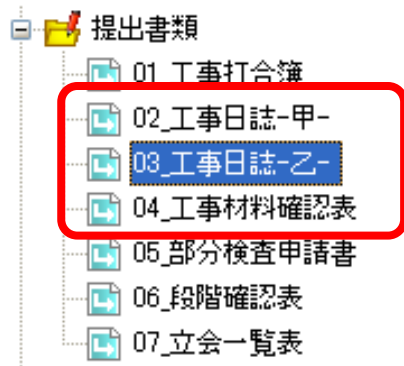 提出書類
01_工事打合簿
02_工事日誌-甲-
03_工事日誌-乙-
04_工事材料確認表
05_部分検査申請書
06_段階確認表
07_立会一覧表